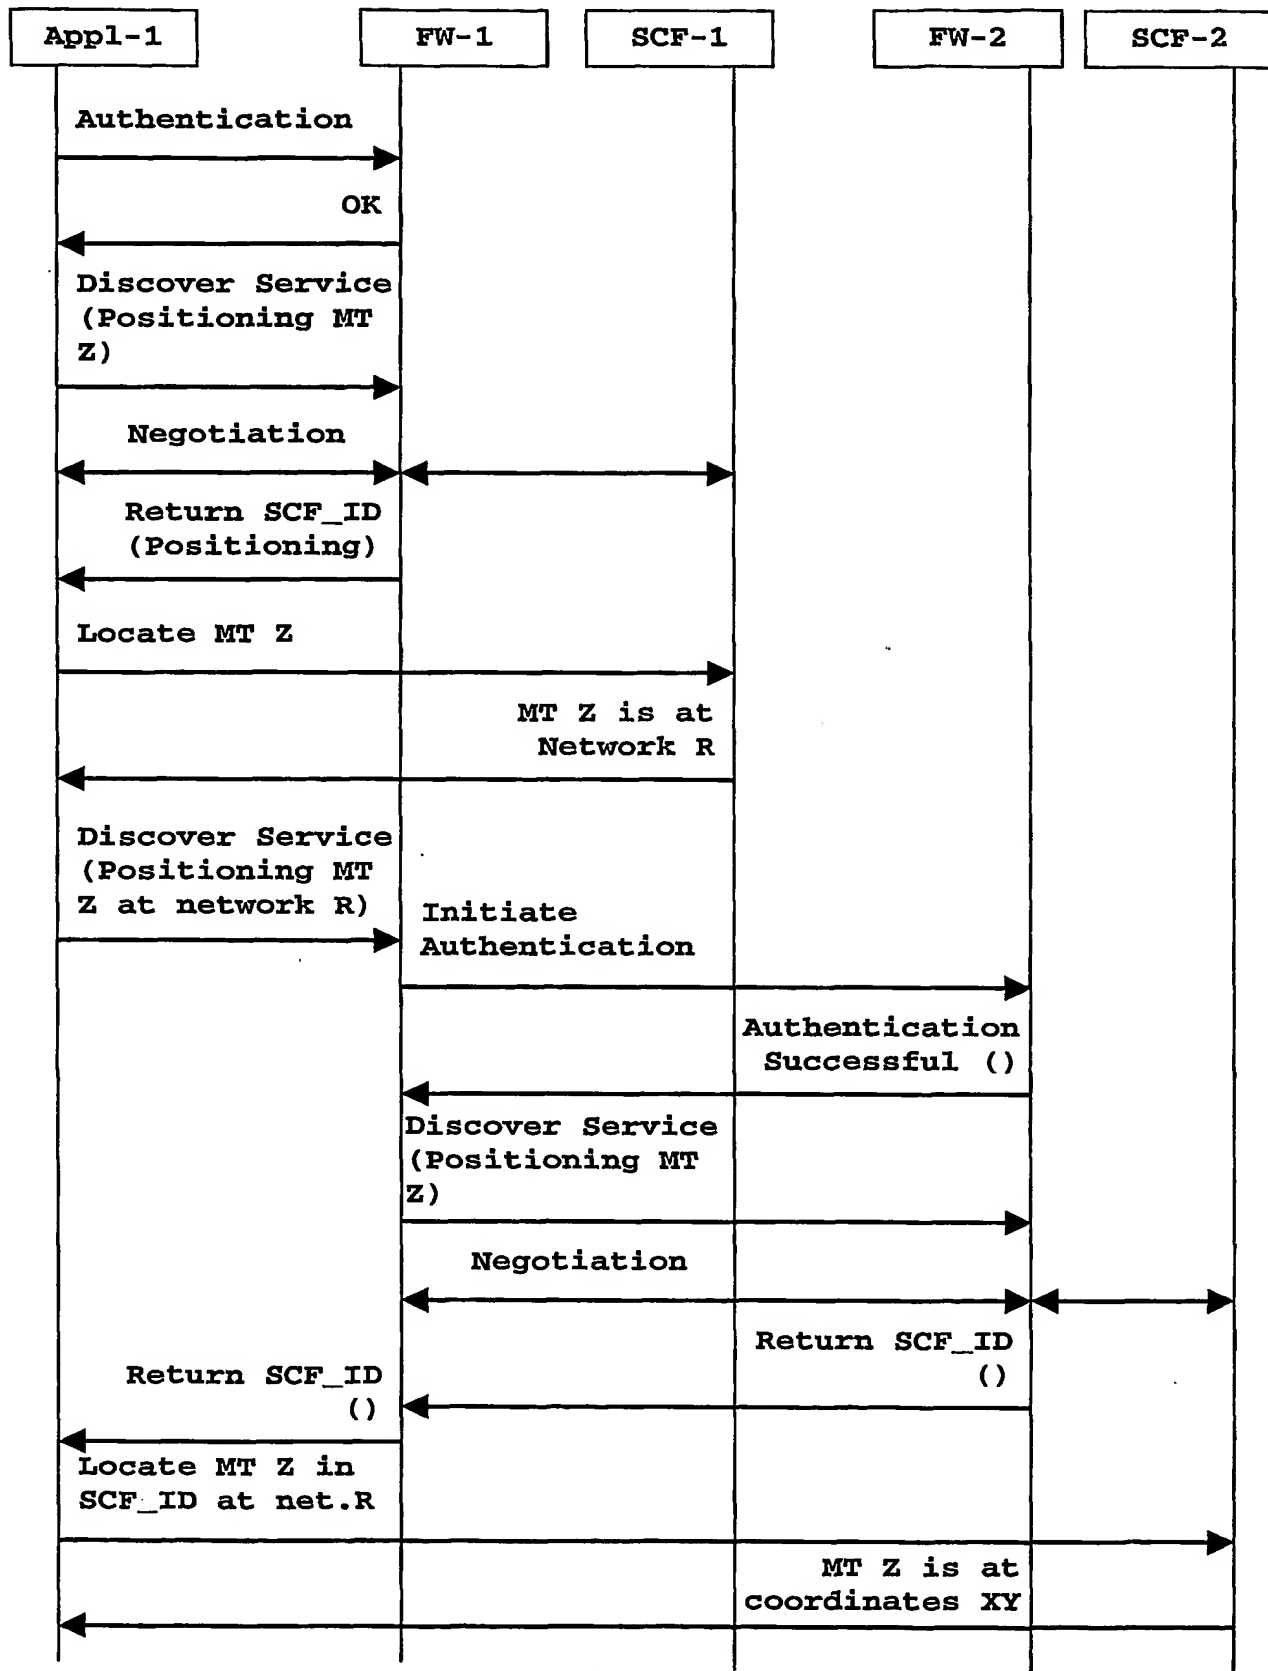 Appl-1 FW-1 SCF-1 FW-2 SCF-2
Authentication
OK
Discover Service
(Positioning MT
Z)
Negotiation
Return SCF_ID
(Positioning)
Locate MT Z
MT Z is at
Network R
Discover Service
(Positioning MT
Z at network R)
Initiate
Authentication
Authentication
Successful ()
Discover Service
(Positioning MT
Z)
Negotiation
Return SCF_ID
()
Return SCF_ID
()
Locate MT Z in
SCF_ID at net.R
MT Z is at
coordinates XY